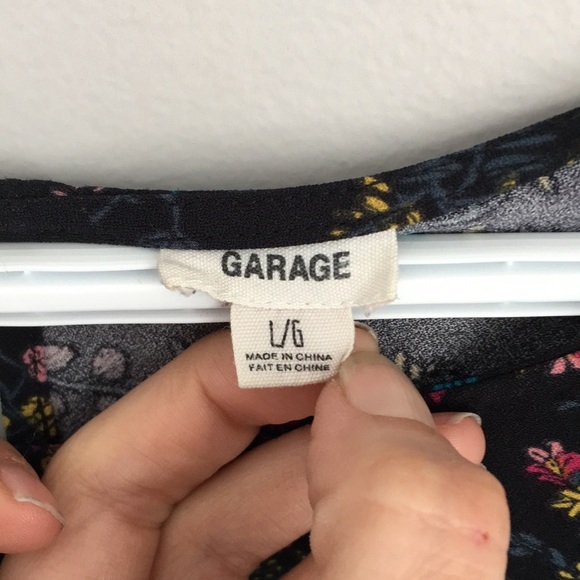 GARAGE
L/G
MADE IN CHINA
FAIT EN CHINE